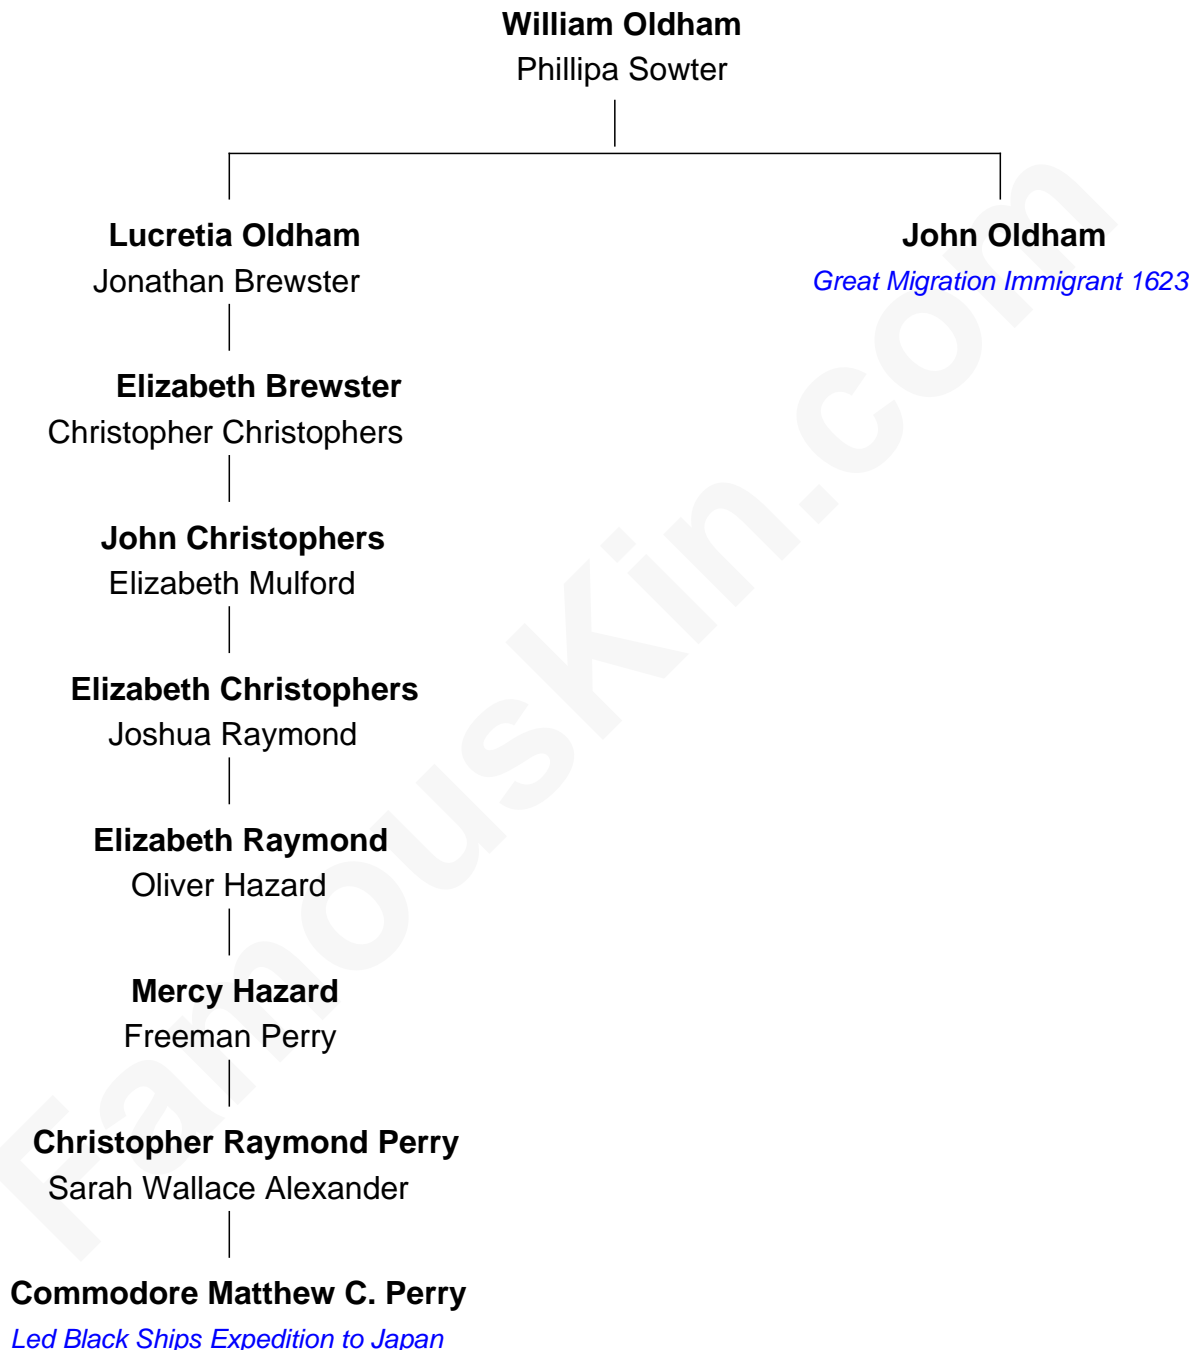 William Oldham
Phillipa Sowter
Lucretia Oldham
Jonathan Brewster
John Oldham
Great Migration Immigrant 1623
Elizabeth Brewster
Christopher Christophers
John Christophers
Elizabeth Mulford
Elizabeth Christophers
Joshua Raymond
Elizabeth Raymond
Oliver Hazard
Mercy Hazard
Freeman Perry
Christopher Raymond Perry
Sarah Wallace Alexander
Commodore Matthew C. Perry
Led Black Ships Expedition to Japan
FamousKin.com